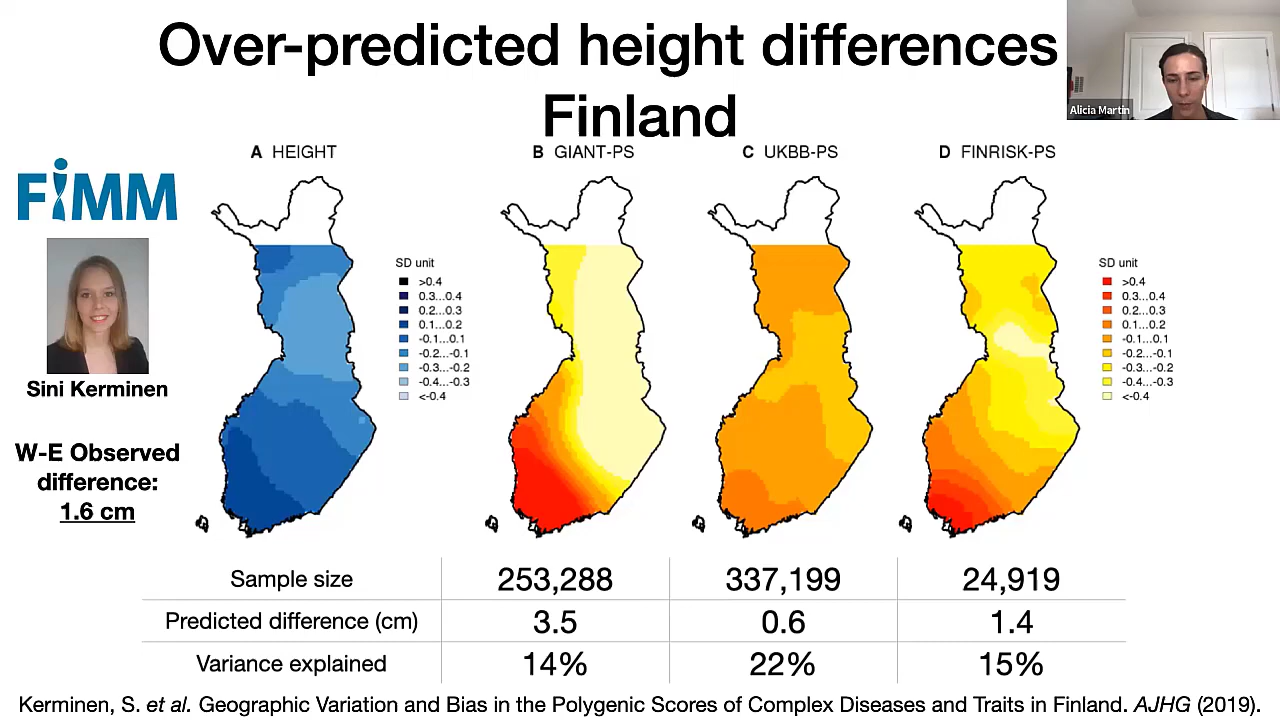 Over-predicted height differences
Finland
Alicia Martin
FiMM
Sini Kerminen
W-E Observed
difference:
1.6 cm
A HEIGHT
B GIANT-PS
C UKBB-PS
D FINRISK-PS
SD unit
>0.4
0.3...0.4
0.2...0.3
0.1...0.2
-0.1...0.1
-0.2...-0.1
-0.3...-0.2
-0.4...-0.3
<-0.4
SD unit
>0.4
0.3...0.4
0.2...0.3
0.1...0.2
-0.1...0.1
-0.2...-0.1
-0.3...-0.2
-0.4...-0.3
<-0.4
Sample size 253,288 337,199 24,919
Predicted difference (cm) 3.5 0.6 1.4
Variance explained 14% 22% 15%
Kerminen, S. et al. Geographic Variation and Bias in the Polygenic Scores of Complex Diseases and Traits in Finland. AJHG (2019).